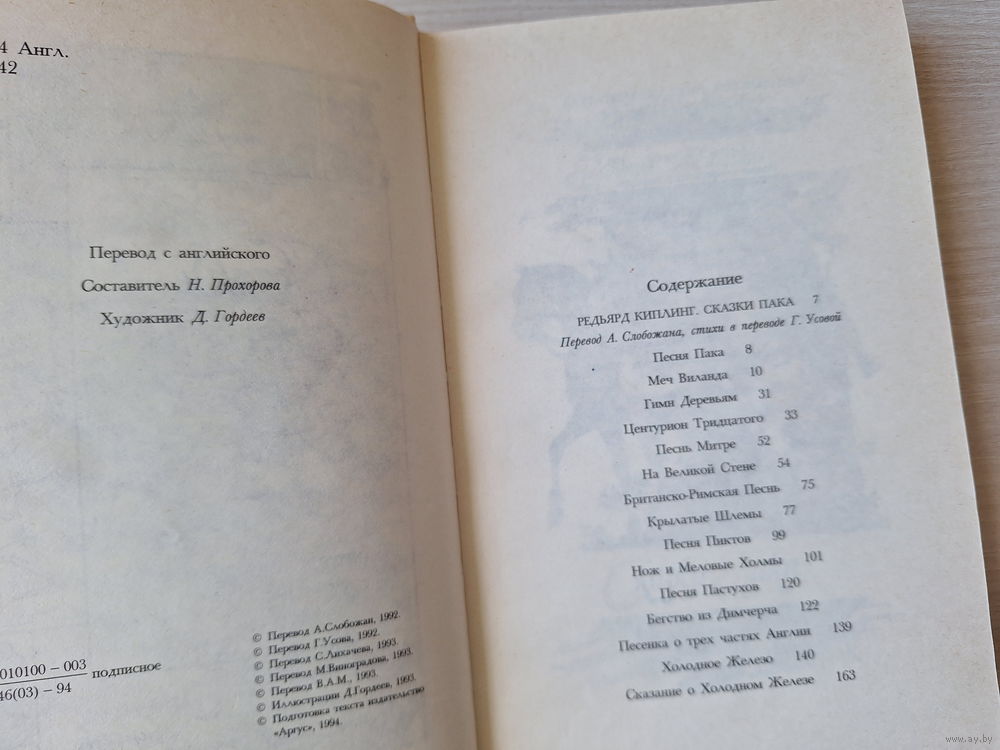 4 Англ.
42
Перевод с английского
Составитель Н. Прохорова
Художник Д. Гордеев
© Перевод А.Слобожан, 1992.
© Перевод Г.Усова, 1992.
© Перевод С.Лихачева, 1993.
© Перевод М.Виноградова, 1993.
© Перевод В.А.М., 1993.
© Иллюстрации Д.Гордеев, 1993.
© Подготовка текста издательство
«Аргус», 1994.
010100 — 003
46(03) — 94
подписное
Содержание
РЕДЬЯРД КИПЛИНГ. СКАЗКИ ПАКА 7
Перевод А. Слобожана, стихи в переводе Г. Усовой
Песня Пака 8
Меч Виланда 10
Гимн Деревьям 31
Центурион Тридцатого 33
Песнь Митре 52
На Великой Стене 54
Британско-Римская Песнь 75
Крылатые Шлемы 77
Песня Пиктов 99
Нож и Меловые Холмы 101
Песня Пастухов 120
Бегство из Димчерча 122
Песенка о трех частях Англии 139
Холодное Железо 140
Сказание о Холодном Железе 163
www.ay.by